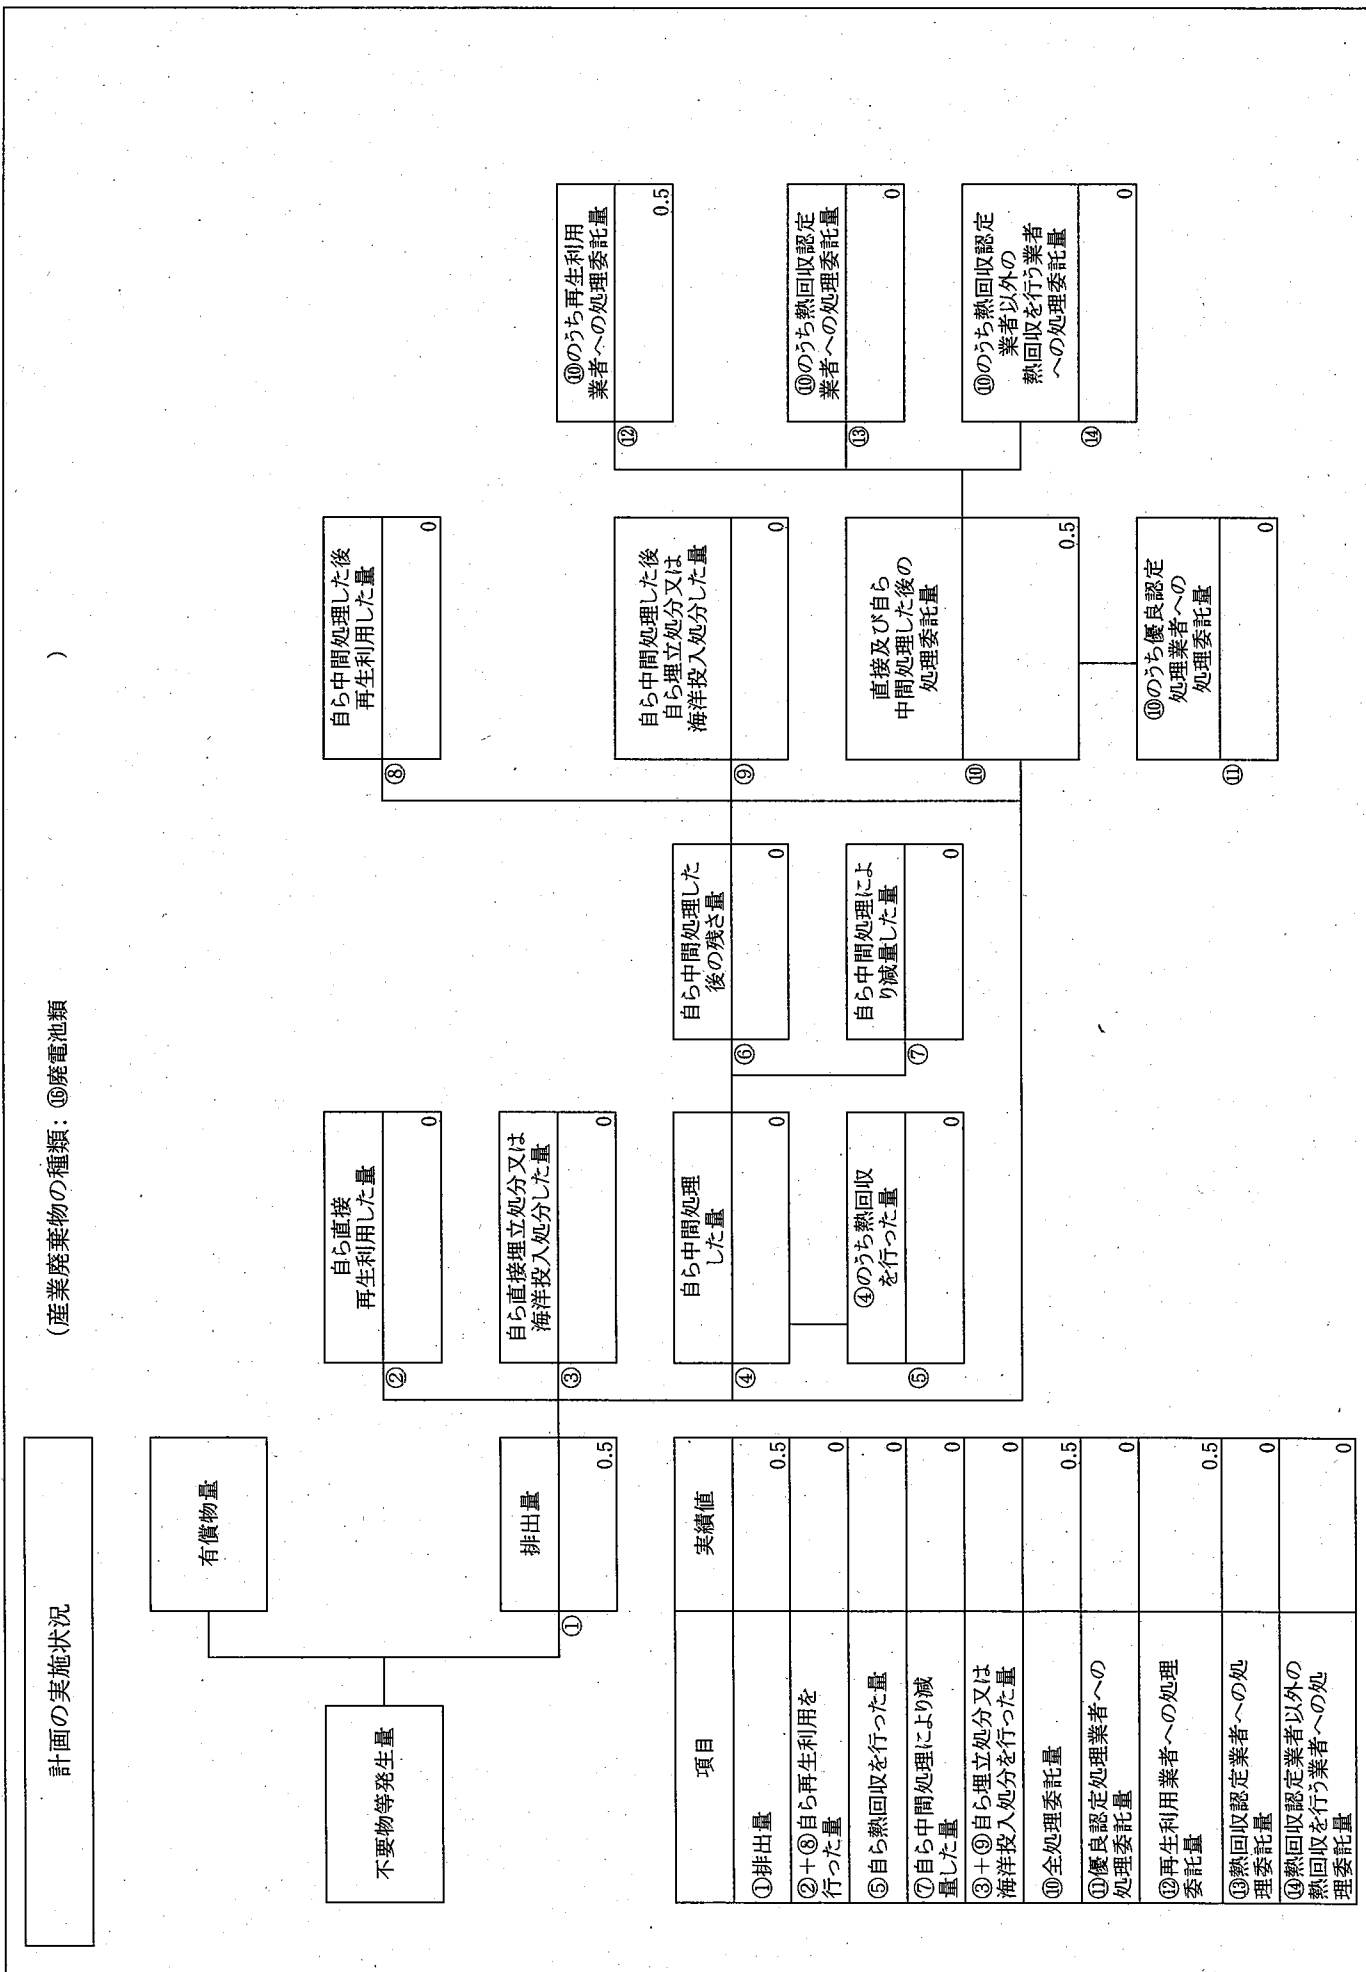 計画の実施状況
(産業廃棄物の種類：⑯廃電池類 )
不要物等発生量
有償物量
①
排出量
0.5
②
自ら直接
再生利用した量
0
③
自ら直接埋立処分又は
海洋投入処分した量
0
④
自ら中間処理
した量
0
⑤
④のうち熱回収
を行った量
0
⑥
自ら中間処理した
後の残さ量
0
⑦
自ら中間処理によ
り減量した量
0
⑧
自ら中間処理した後
再生利用した量
0
⑨
自ら中間処理した後
自ら埋立処分又は
海洋投入処分した量
0
⑩
直接及び自ら
中間処理した後の
処理委託量
0.5
⑪
⑩のうち優良認定
処理業者への
処理委託量
0
⑫
⑩のうち再生利用
業者への処理委託量
0.5
⑬
⑩のうち熱回収認定
業者への処理委託量
0
⑭
⑩のうち熱回収認定
業者以外の
熱回収を行う業者
への処理委託量
0
項目 実績値
①排出量 0.5
②+⑧自ら再生利用を
行った量 0
⑤自ら熱回収を行った量 0
⑦自ら中間処理により減
量した量 0
③+⑨自ら埋立処分又は
海洋投入処分を行った量 0
⑩全処理委託量 0.5
⑪優良認定処理業者への
処理委託量 0
⑫再生利用業者への処理
委託量 0.5
⑬熱回収認定業者への処
理委託量 0
⑭熱回収認定業者以外の
熱回収を行う業者への処
理委託量 0